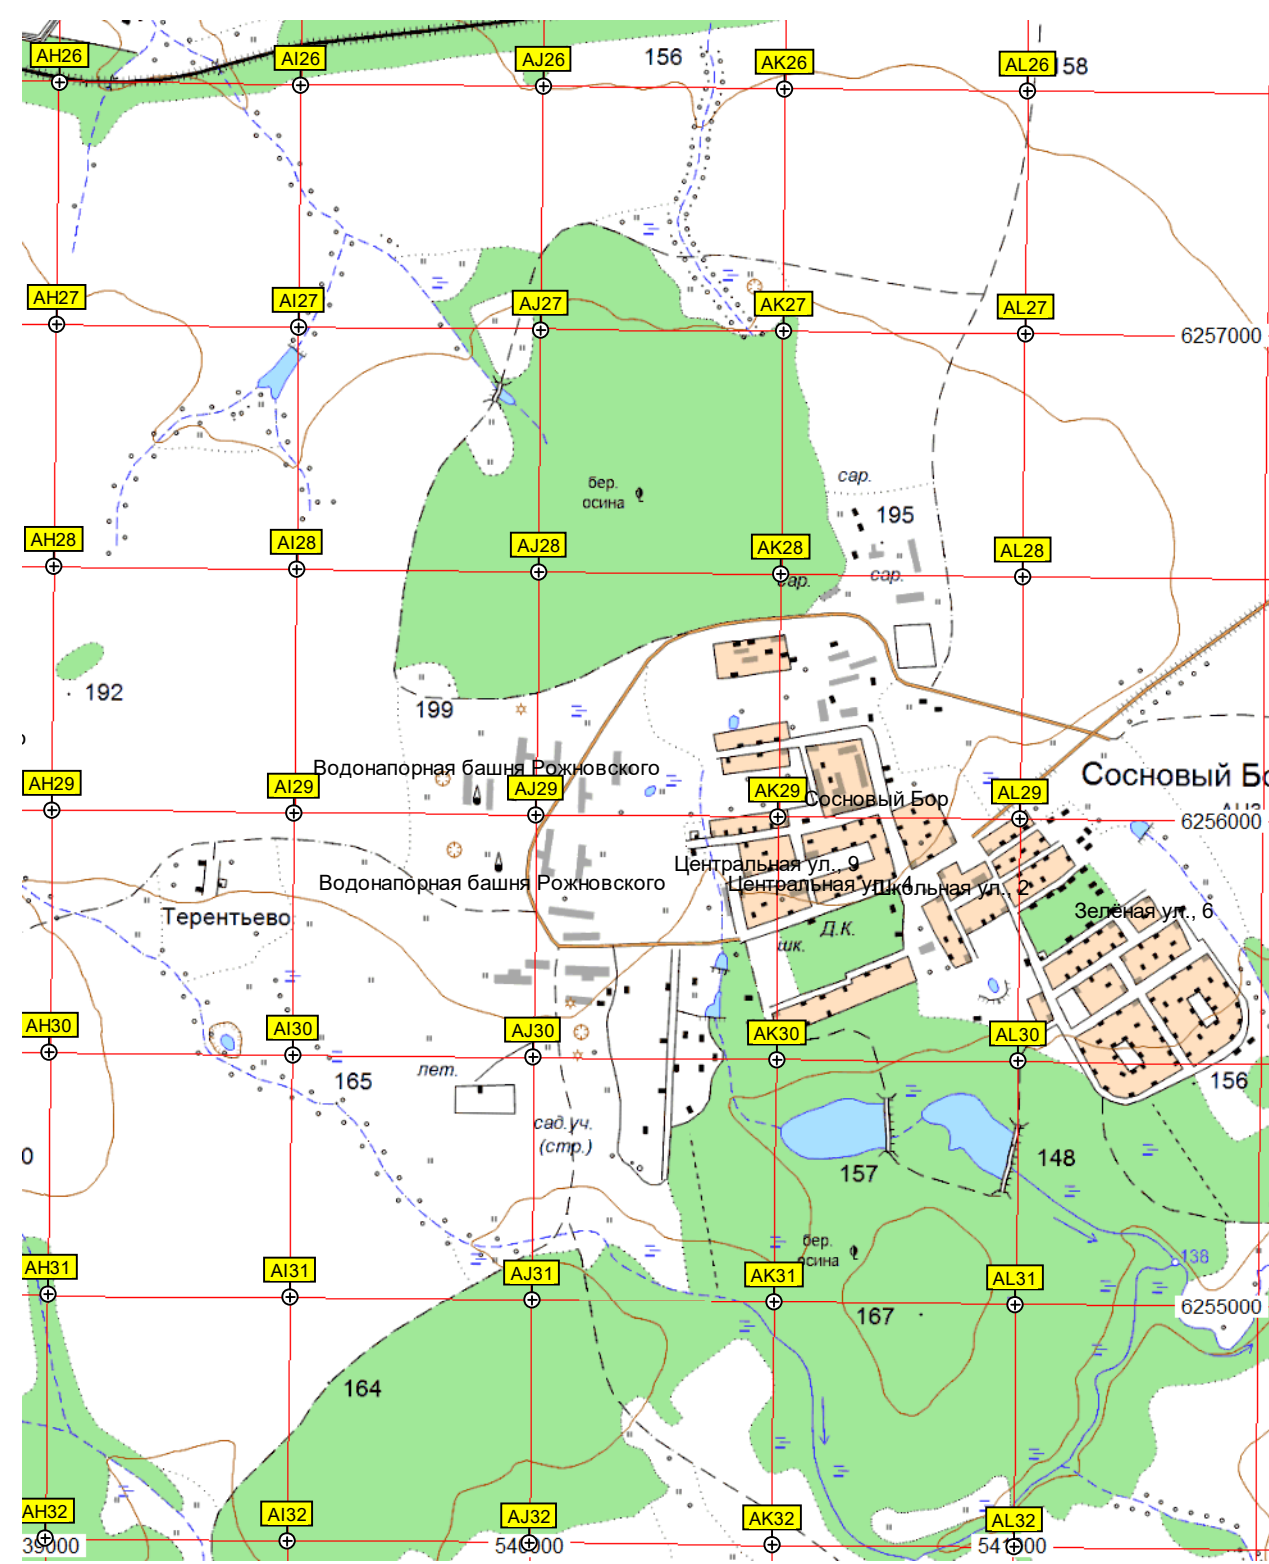 AH26
AI26
AJ26
156
AK26
AL26
58
AH27
AI27
AJ27
AK27
AL27
6257000
бер.
осина
сар.
195
AH28
AI28
AJ28
AK28
AL28
сар.
сар.
192
199
Водонапорная башня Рожновского
Сосновый Бо
AH29
AI29
AJ29
AK29
AL29
Сосновый Бор
6256000
Центральная ул., 9
Водонапорная башня Рожновского
Центральная ул., 4
Школьная ул., 2
Зелёная ул., 6
Терентьево
Д.К.
шк.
AH30
AI30
AJ30
AK30
AL30
165
лет.
156
сад.уч.
(стр.)
0
157
148
бер.
осина
138
AH31
AI31
AJ31
AK31
AL31
167
6255000
164
AH32
AI32
AJ32
AK32
AL32
39000
540000
541000